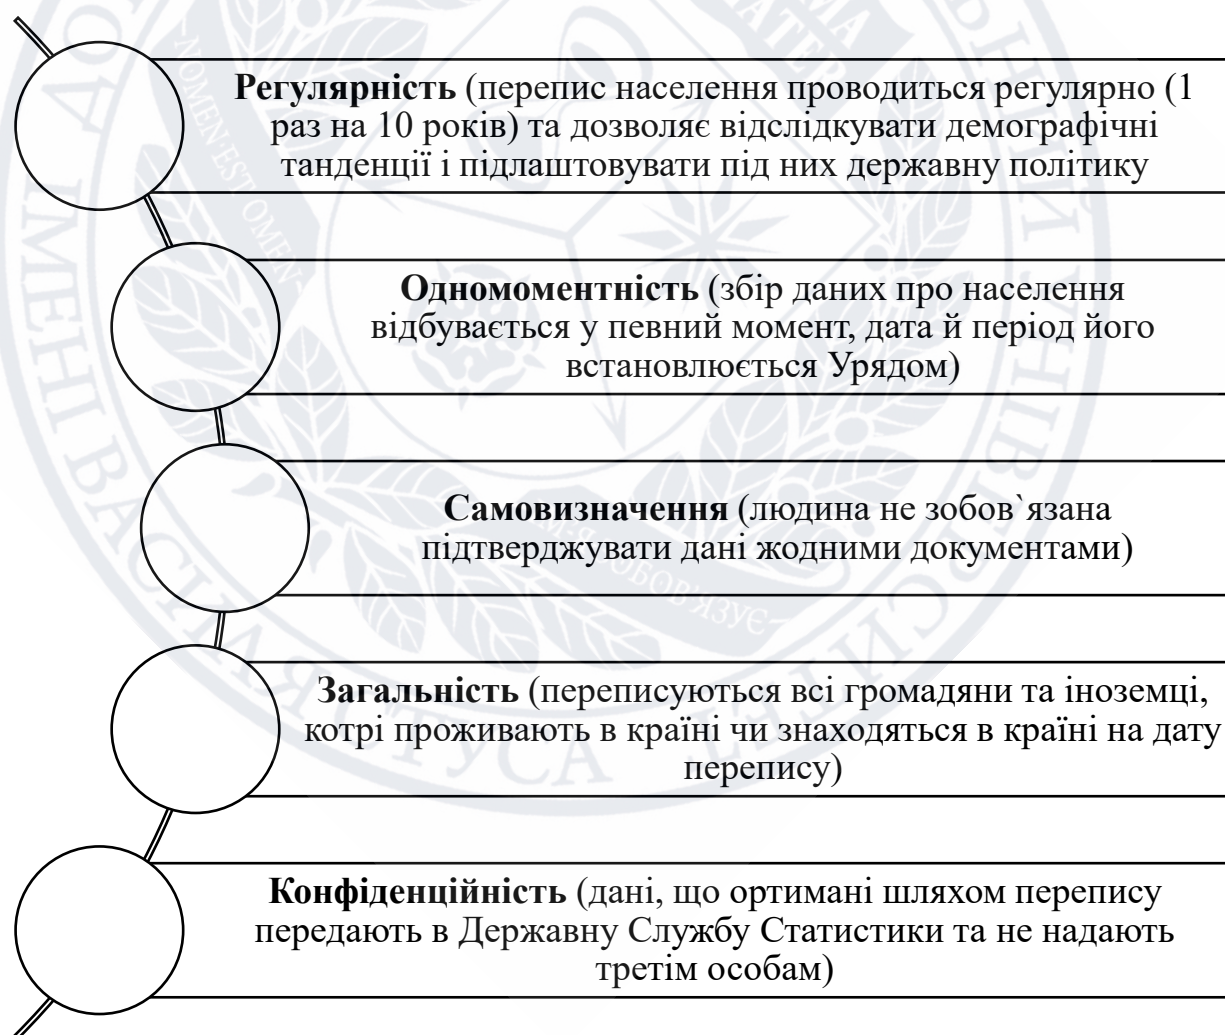 Регулярність (перепис населення проводиться регулярно (1
раз на 10 років) та дозволяє відслідкувати демографічні
танденції і підлаштовувати під них державну політику
Одномоментність (збір даних про населення
відбувається у певний момент, дата й період його
встановлюється Урядом)
Самовизначення (людина не зобов`язана
підтверджувати дані жодними документами)
Загальність (переписуються всі громадяни та іноземці,
котрі проживають в країні чи знаходяться в країні на дату
перепису)
Конфіденційність (дані, що ортимані шляхом перепису
передають в Державну Службу Статистики та не надають
третім особам)